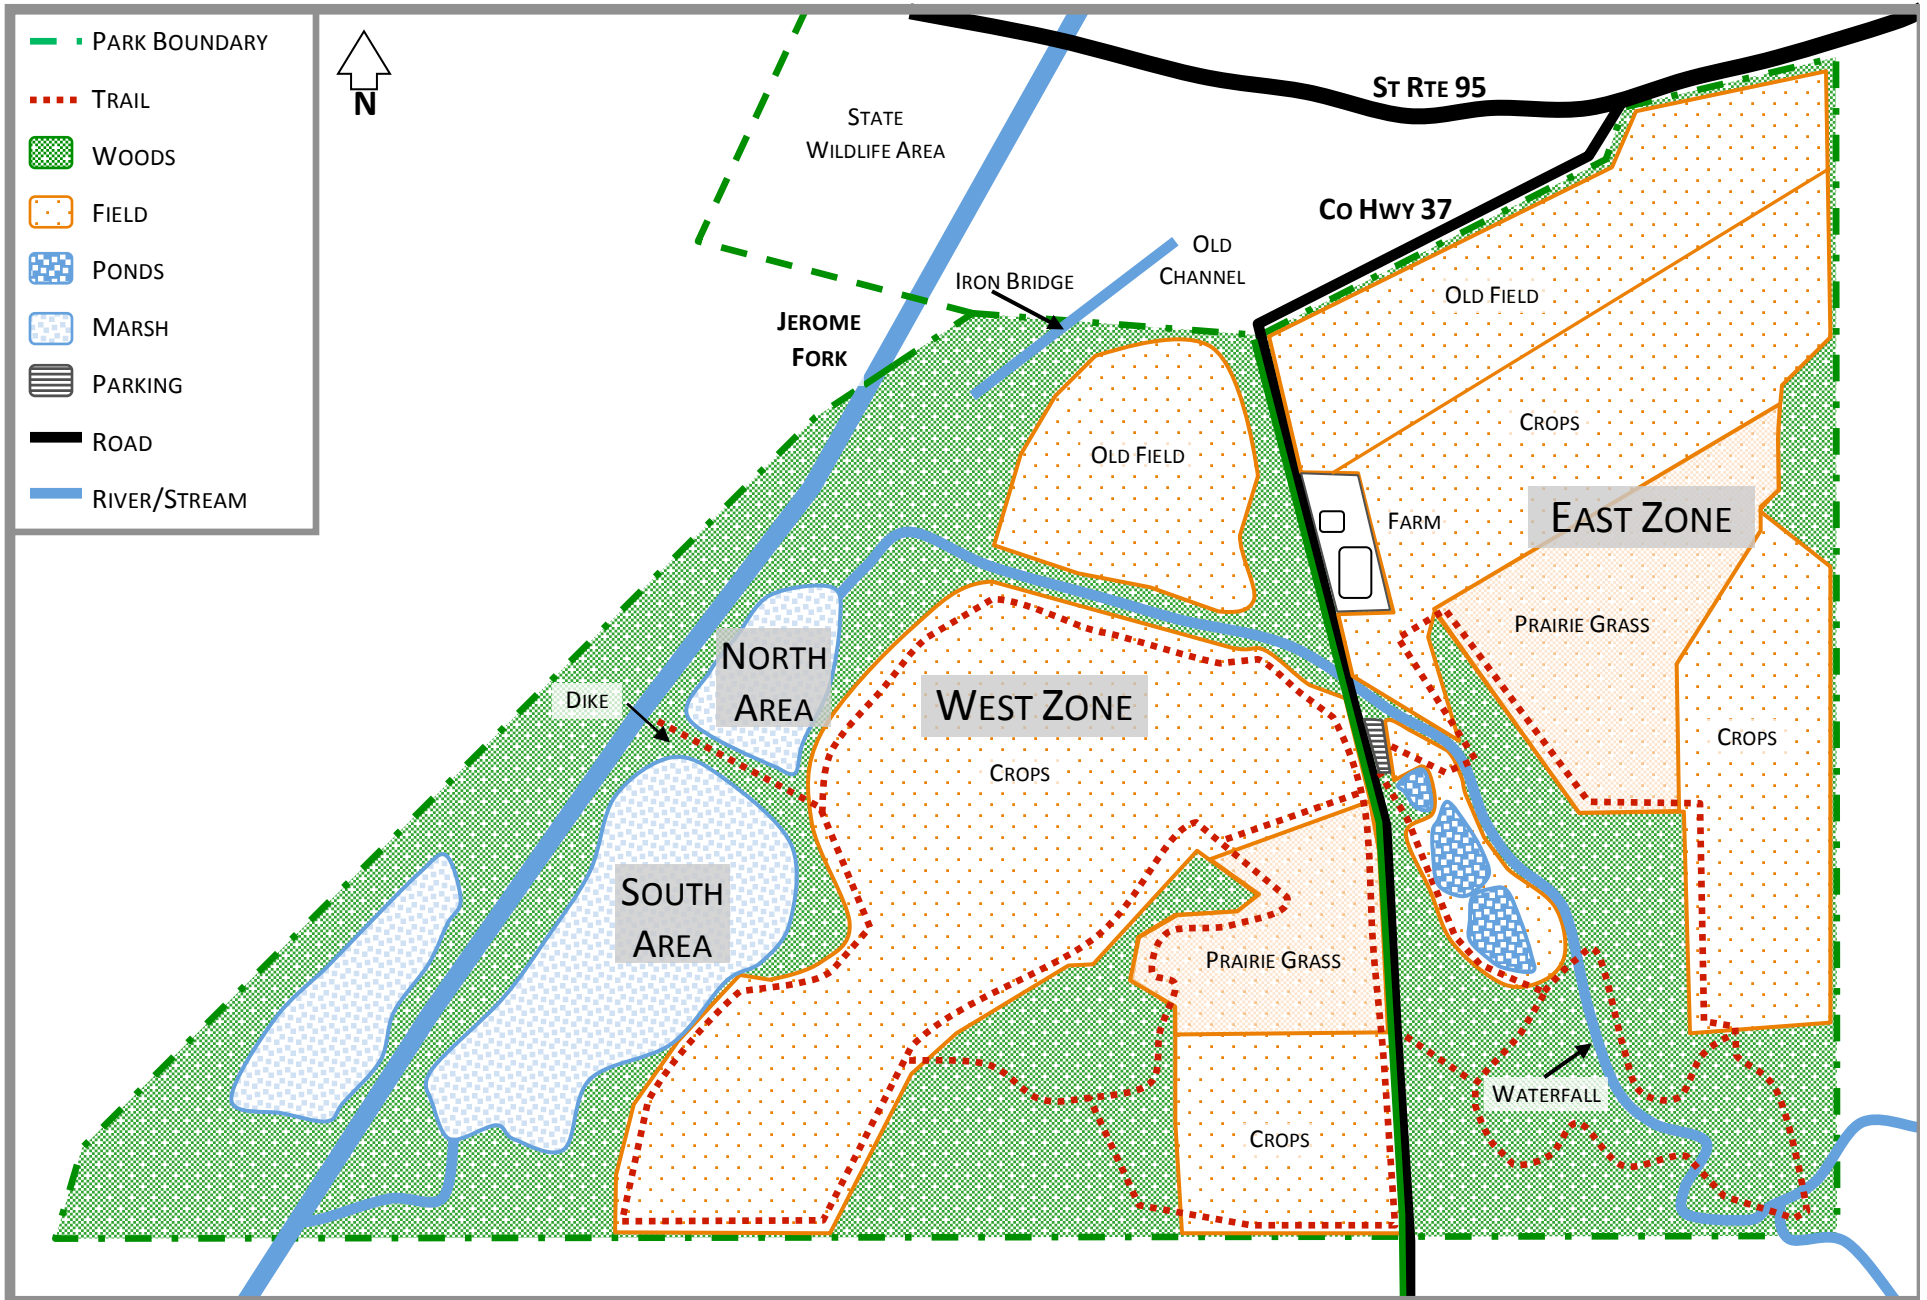 PARK BOUNDARY
TRAIL
WOODS
FIELD
PONDS
MARSH
PARKING
ROAD
RIVER/STREAM
N
STATE
WILDLIFE AREA
ST RTE 95
CO HWY 37
OLD
CHANNEL
IRON BRIDGE
JEROME
FORK
OLD FIELD
OLD FIELD
CROPS
FARM
EAST ZONE
PRAIRIE GRASS
CROPS
NORTH
AREA
DIKE
WEST ZONE
CROPS
SOUTH
AREA
PRAIRIE GRASS
WATERFALL
CROPS